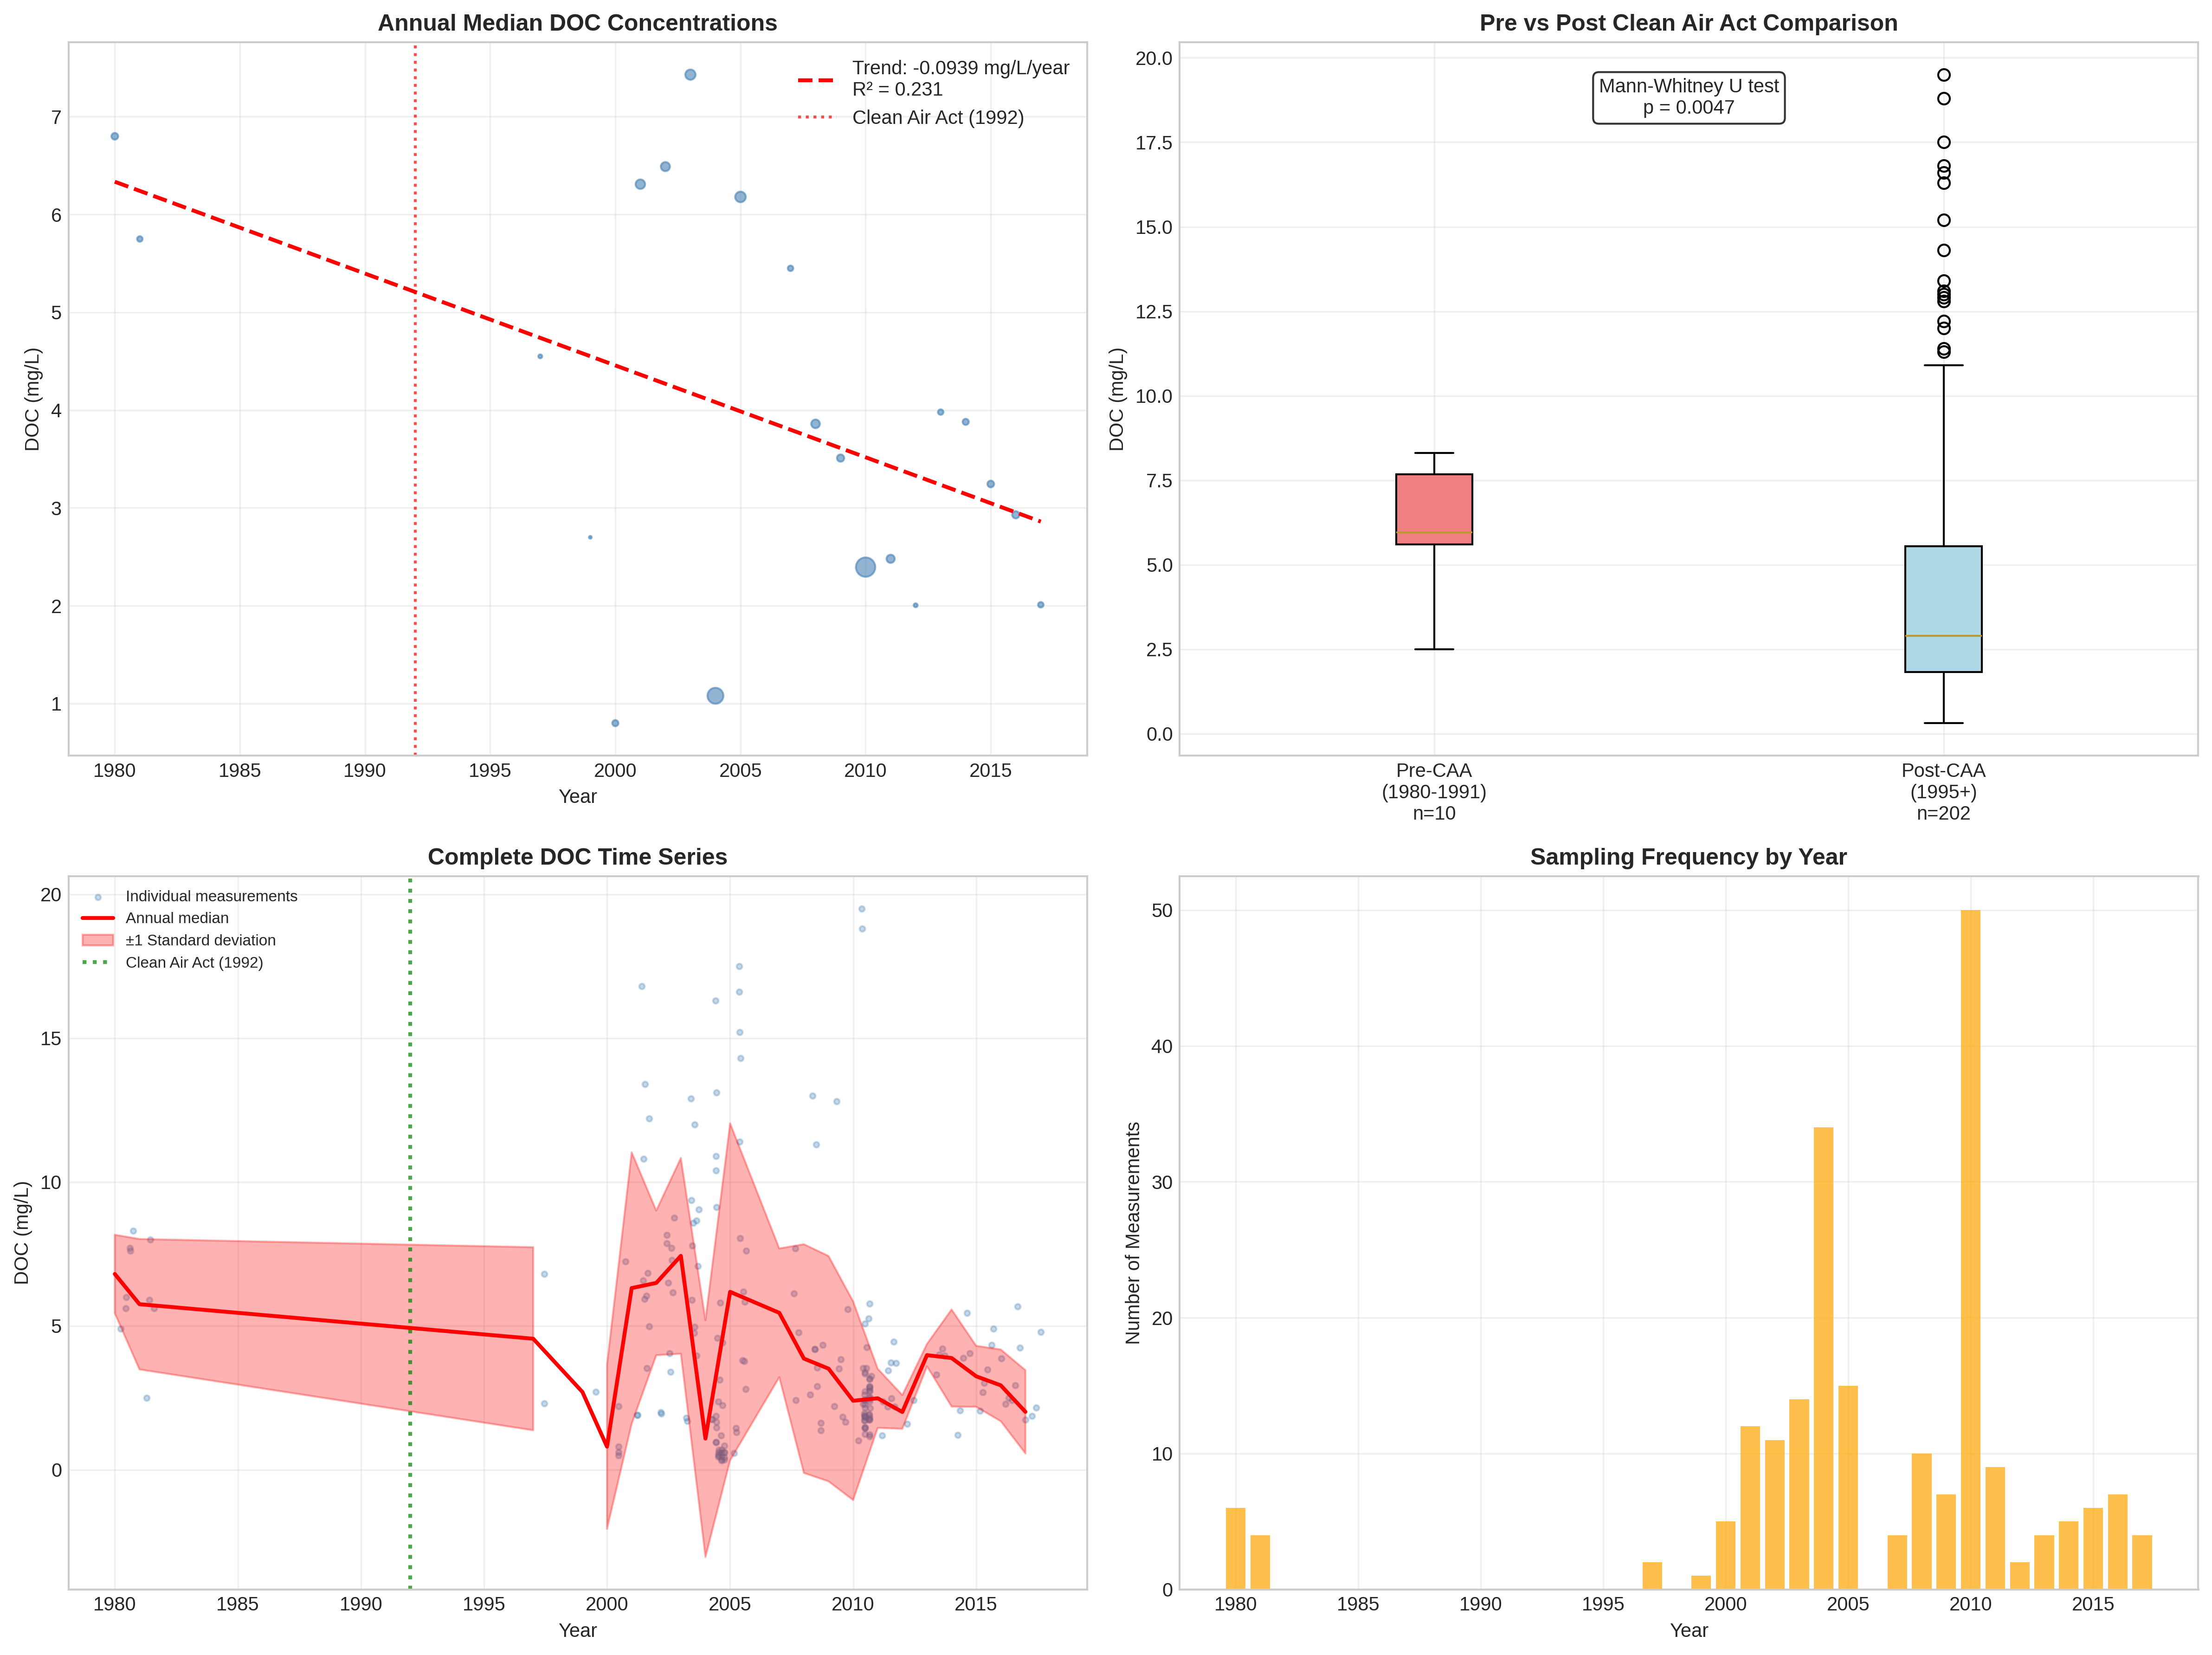 Annual Median DOC Concentrations
Trend: -0.0939 mg/L/year
R² = 0.231
Clean Air Act (1992)
DOC (mg/L)
7
6
5
4
3
2
1
1980 1985 1990 1995 2000 2005 2010 2015
Year
Pre vs Post Clean Air Act Comparison
Mann-Whitney U test
p = 0.0047
DOC (mg/L)
20.0
17.5
15.0
12.5
10.0
7.5
5.0
2.5
0.0
Pre-CAA
(1980-1991)
n=10
Post-CAA
(1995+)
n=202
Complete DOC Time Series
Individual measurements
Annual median
±1 Standard deviation
Clean Air Act (1992)
DOC (mg/L)
20
15
10
5
0
1980 1985 1990 1995 2000 2005 2010 2015
Year
Sampling Frequency by Year
Number of Measurements
50
40
30
20
10
0
1980 1985 1990 1995 2000 2005 2010 2015
Year